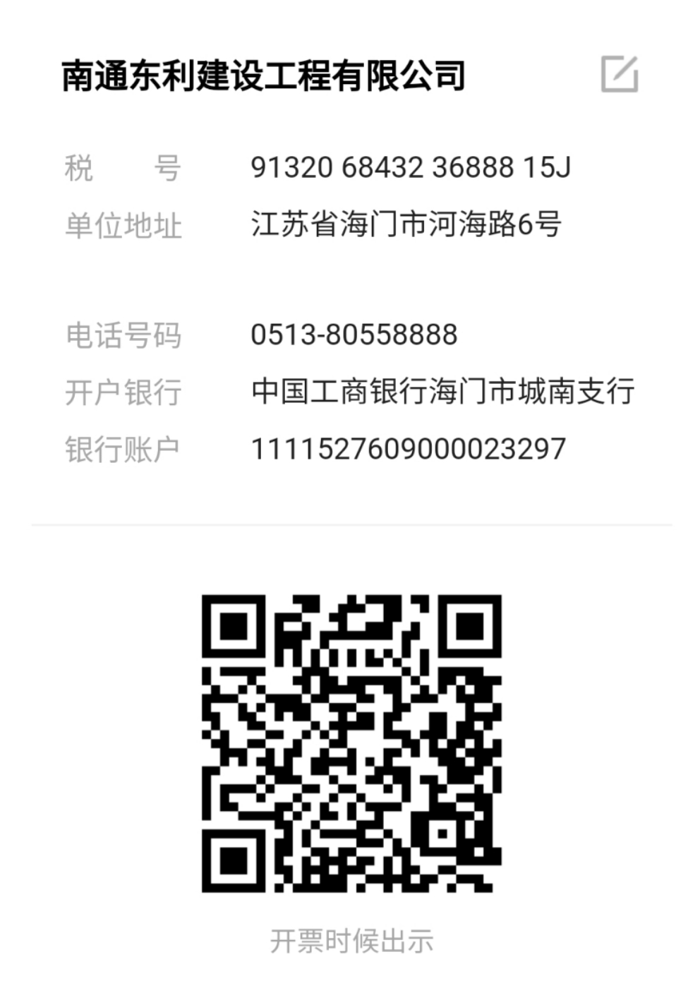 南通东利建设工程有限公司
税 号 91320 68432 36888 15J
单位地址 江苏省海门市河海路6号
电话号码 0513-80558888
开户银行 中国工商银行海门市城南支行
银行账户 1111527609000023297
开票时候出示